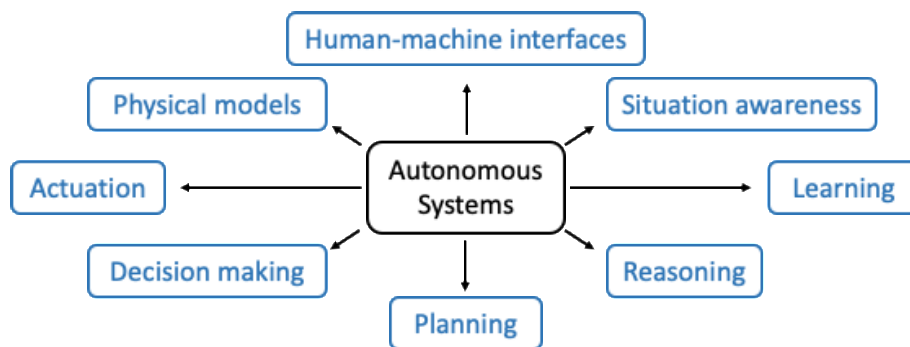 Human-machine interfaces
Physical models
Situation awareness
Autonomous
Systems
Actuation
Learning
Decision making
Reasoning
Planning